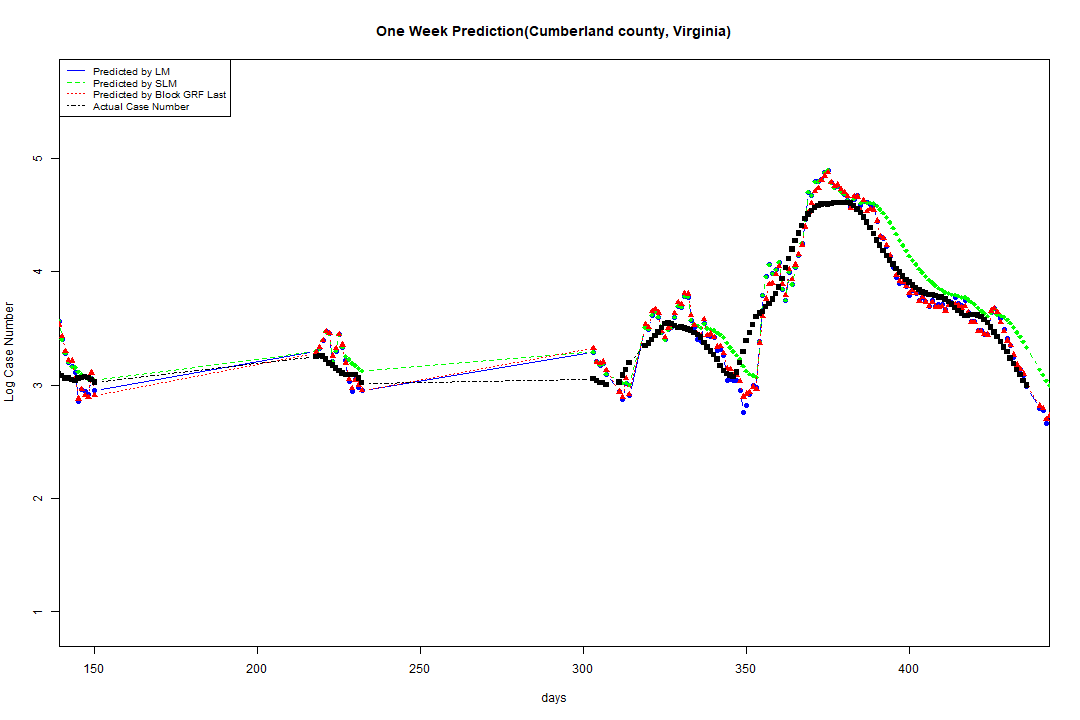 One Week Prediction(Cumberland county, Virginia)
Predicted by LM
Predicted by SLM
Predicted by Block GRF Last
Actual Case Number
Log Case Number
5
4
3
2
1
150 200 250 300 350 400
days